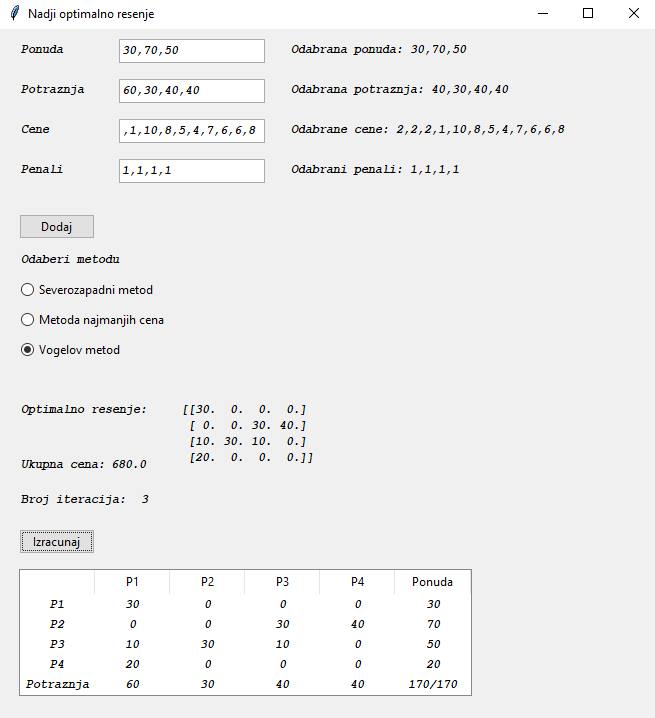 Nadji optimalno resenje
Ponuda 30,70,50 Odabrana ponuda: 30,70,50
Potraznja 60,30,40,40 Odabrana potraznja: 40,30,40,40
Cene ,1,10,8,5,4,7,6,6,8 Odabrane cene: 2,2,2,1,10,8,5,4,7,6,6,8
Penali 1,1,1,1 Odabrani penali: 1,1,1,1
Dodaj
Odaberi metodu
Severozapadni metod
Metoda najmanjih cena
Vogelov metod
Optimalno resenje: [[30. 0. 0. 0.]
[ 0. 0. 30. 40.]
[10. 30. 10. 0.]
[20. 0. 0. 0.]]
Ukupna cena: 680.0
Broj iteracija: 3
Izracunaj
P1 P2 P3 P4 Ponuda
P1 30 0 0 0 30
P2 0 0 30 40 70
P3 10 30 10 0 50
P4 20 0 0 0 20
Potraznja 60 30 40 40 170/170